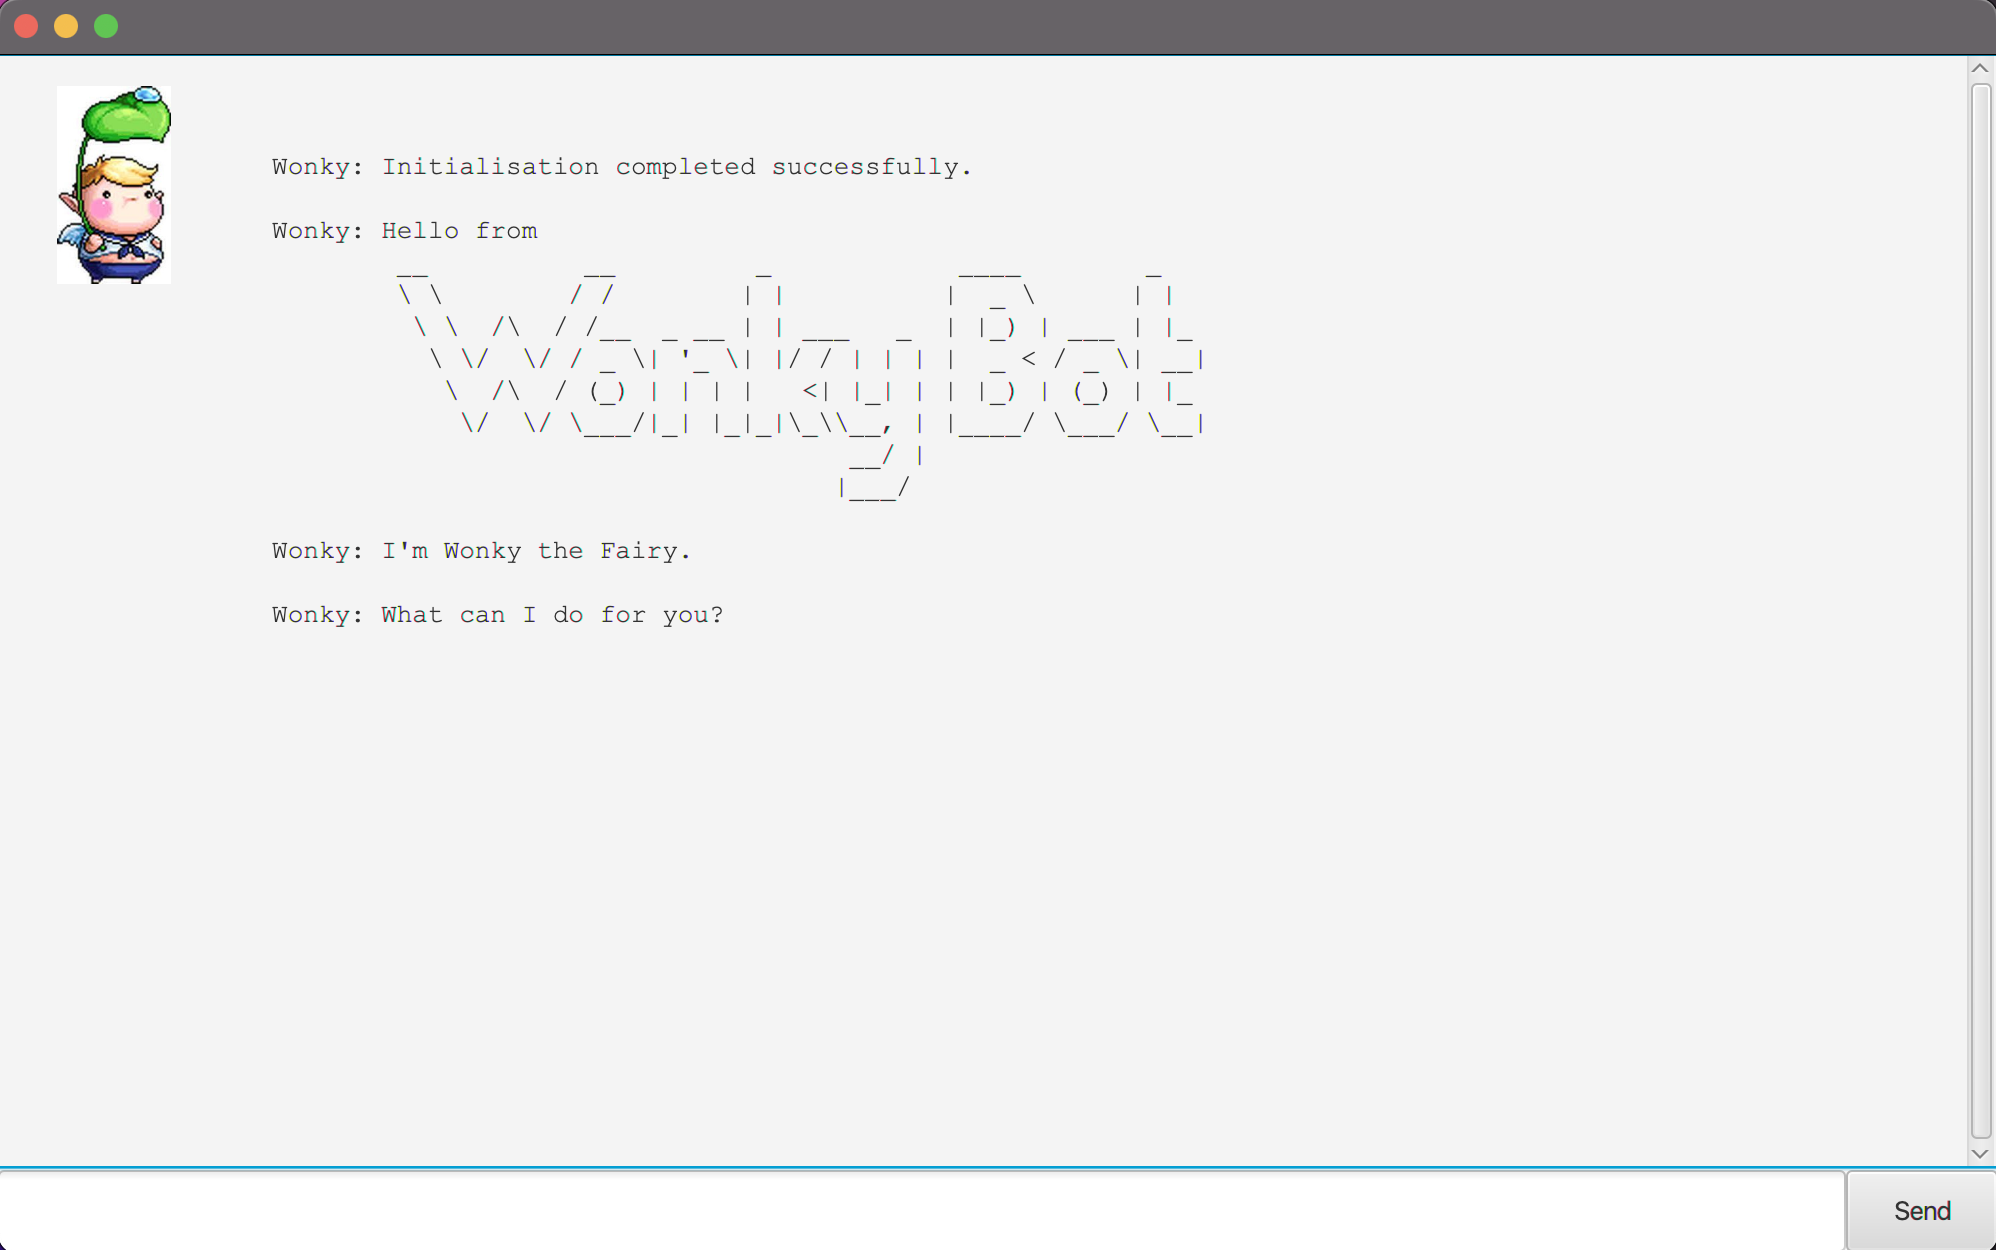 Wonky: Initialisation completed successfully.
Wonky: Hello from
        __          __         _            ____        _
        \ \        / /        | |          |  _ \      | |
         \ \  /\  / /__  _ __ | | ___   _  | |_) | ___ | |_
          \ \/  \/ / _ \| '_ \| |/ / | | | |  _ < / _ \| __|
           \  /\  / (_) | | | |   <| |_| | | |_) | (_) | |_
            \/  \/ \___/|_| |_|_|\_\\__, | |____/ \___/ \__|
                                     __/ |
                                    |___/
Wonky: I'm Wonky the Fairy.
Wonky: What can I do for you?
Send